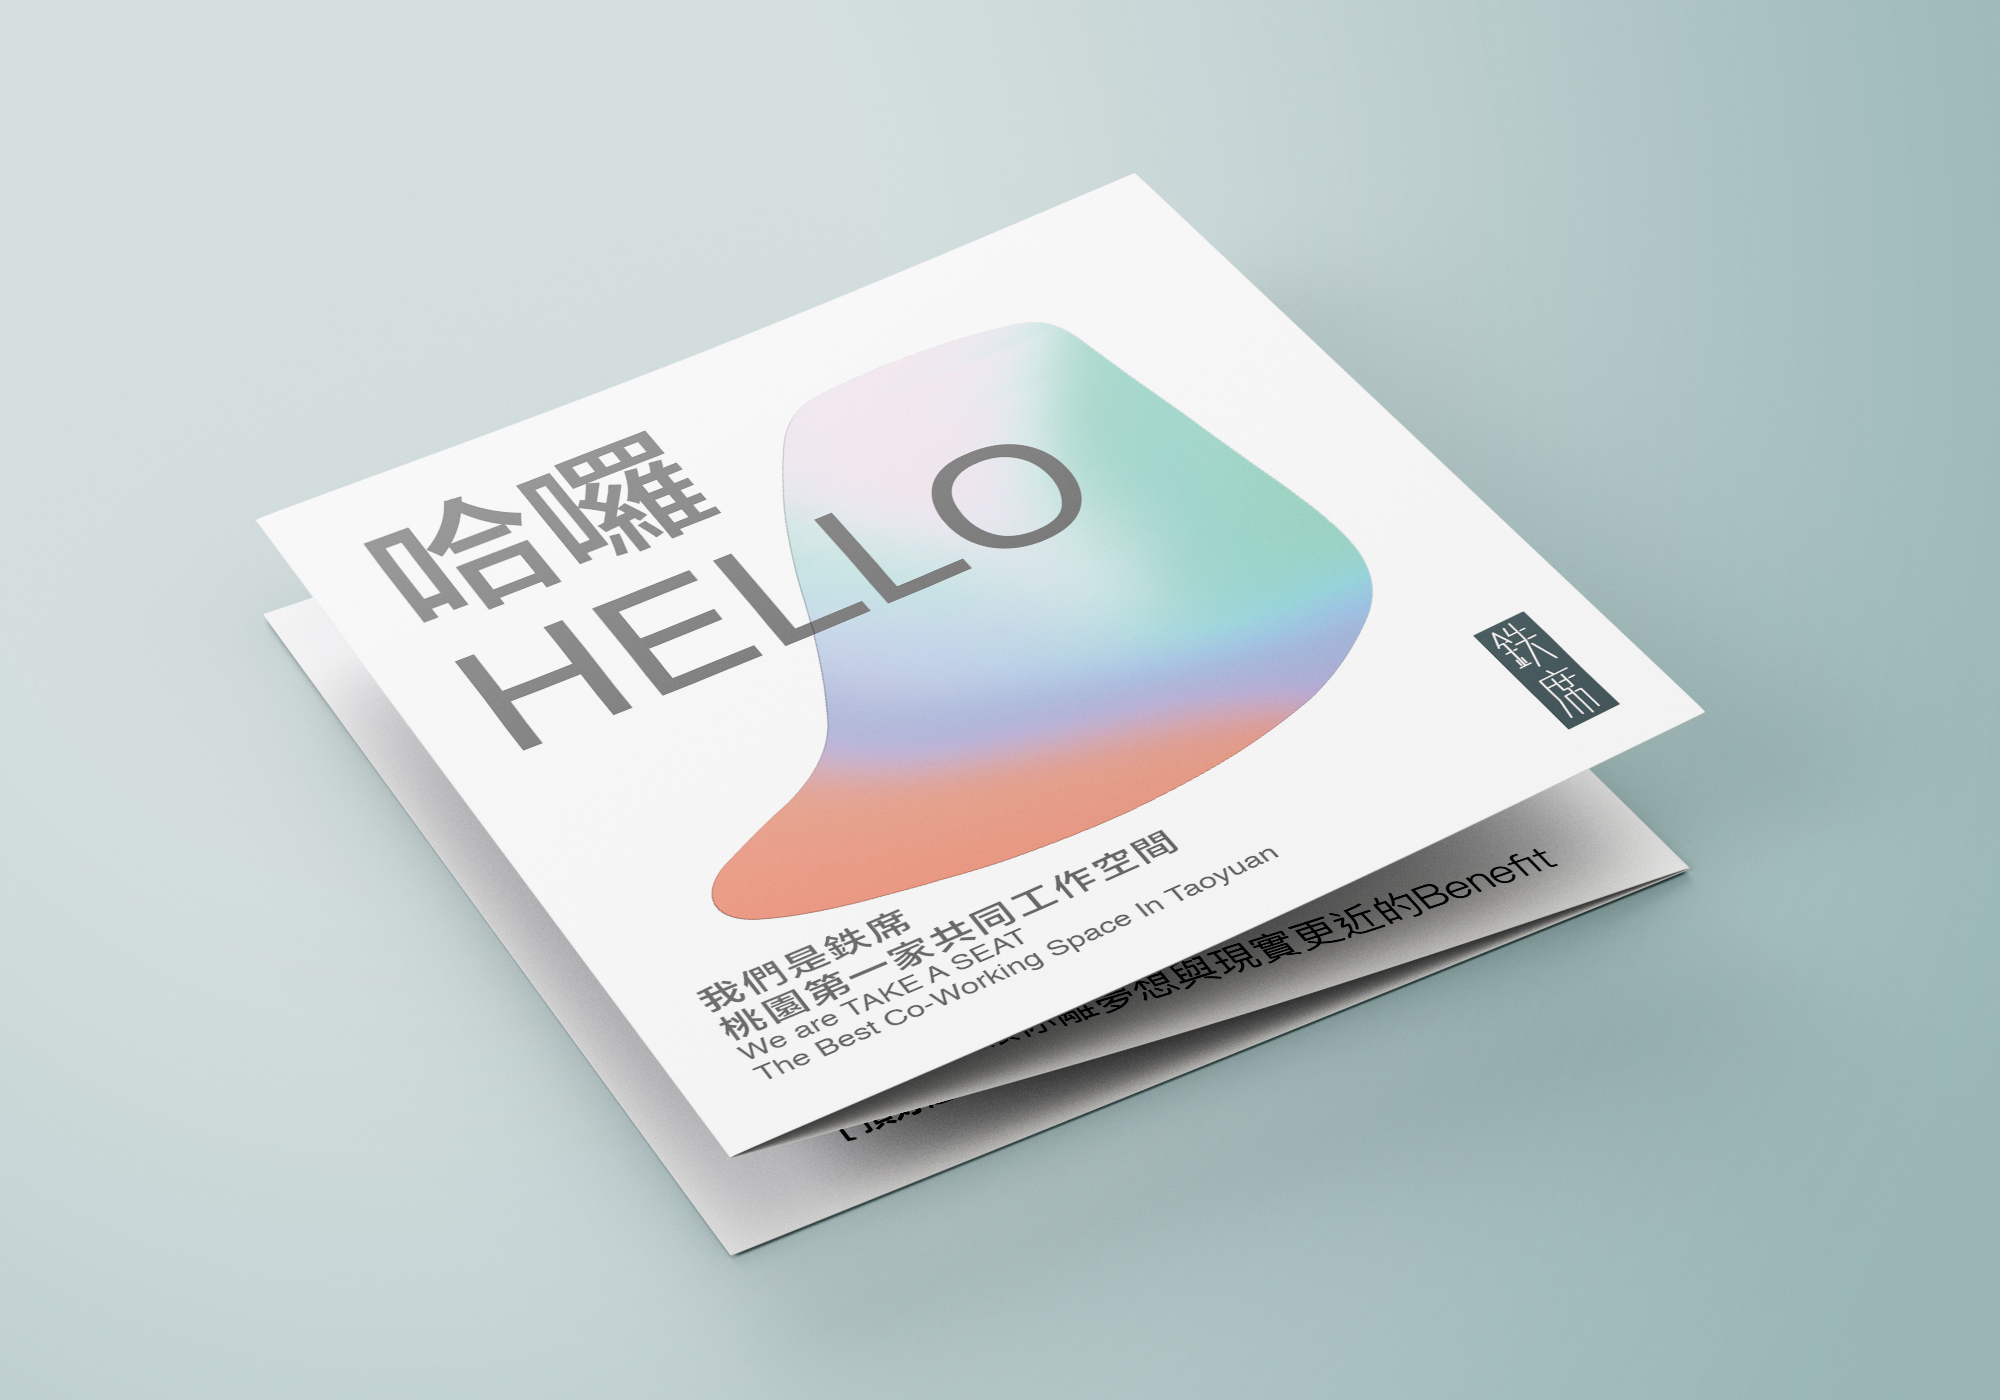 哈囉
HELLO
鉄席
我們是鉄席
桃園第一家共同工作空間
We are TAKE A SEAT
The Best Co-Working Space In Taoyuan
你離夢想與現實更近的Benefit